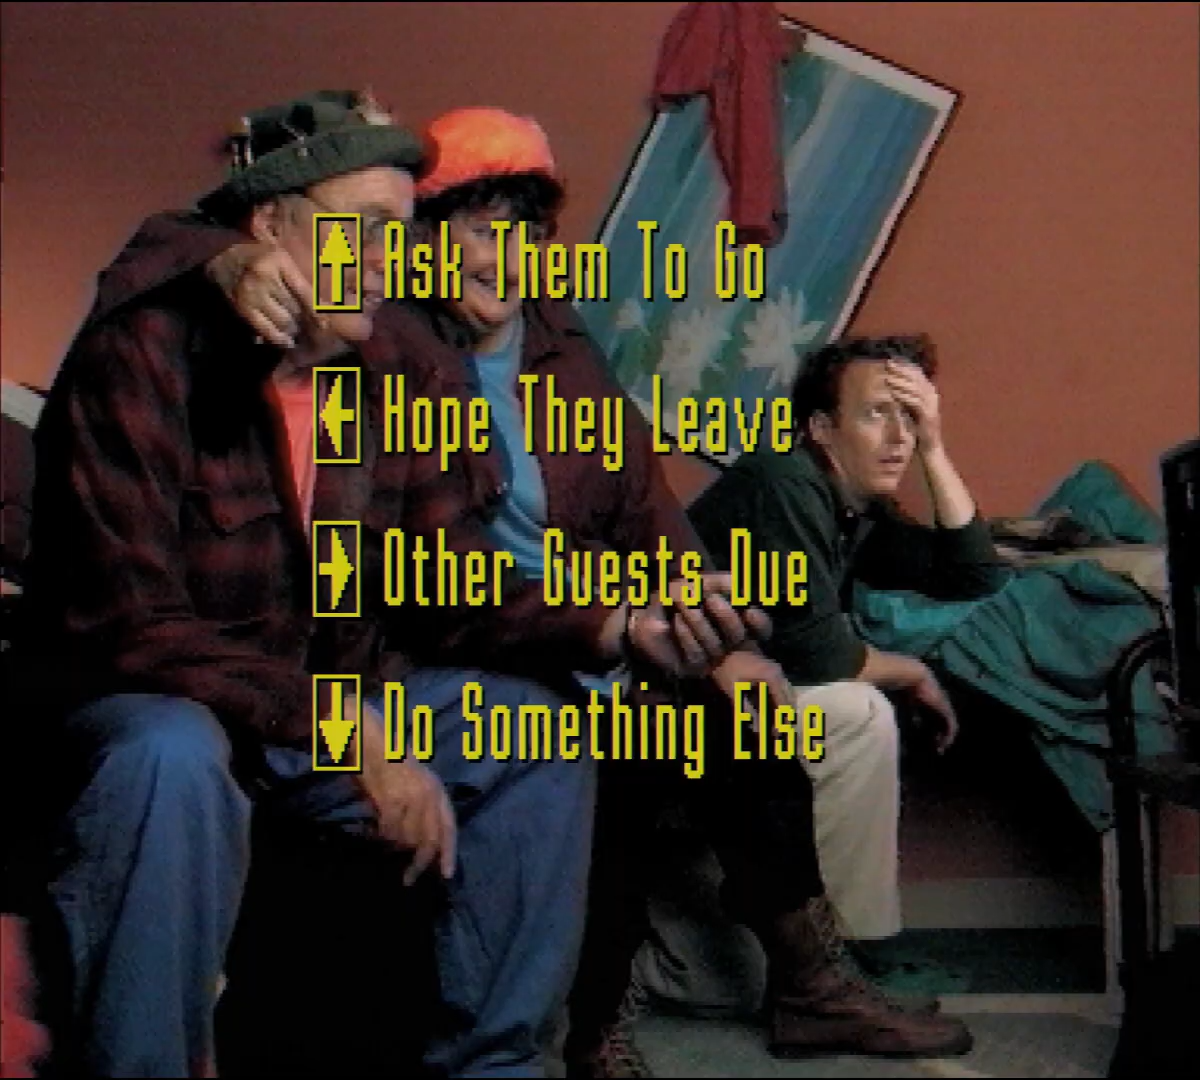 Ask Them To Go
Hope They Leave
Other Guests Due
Do Something Else